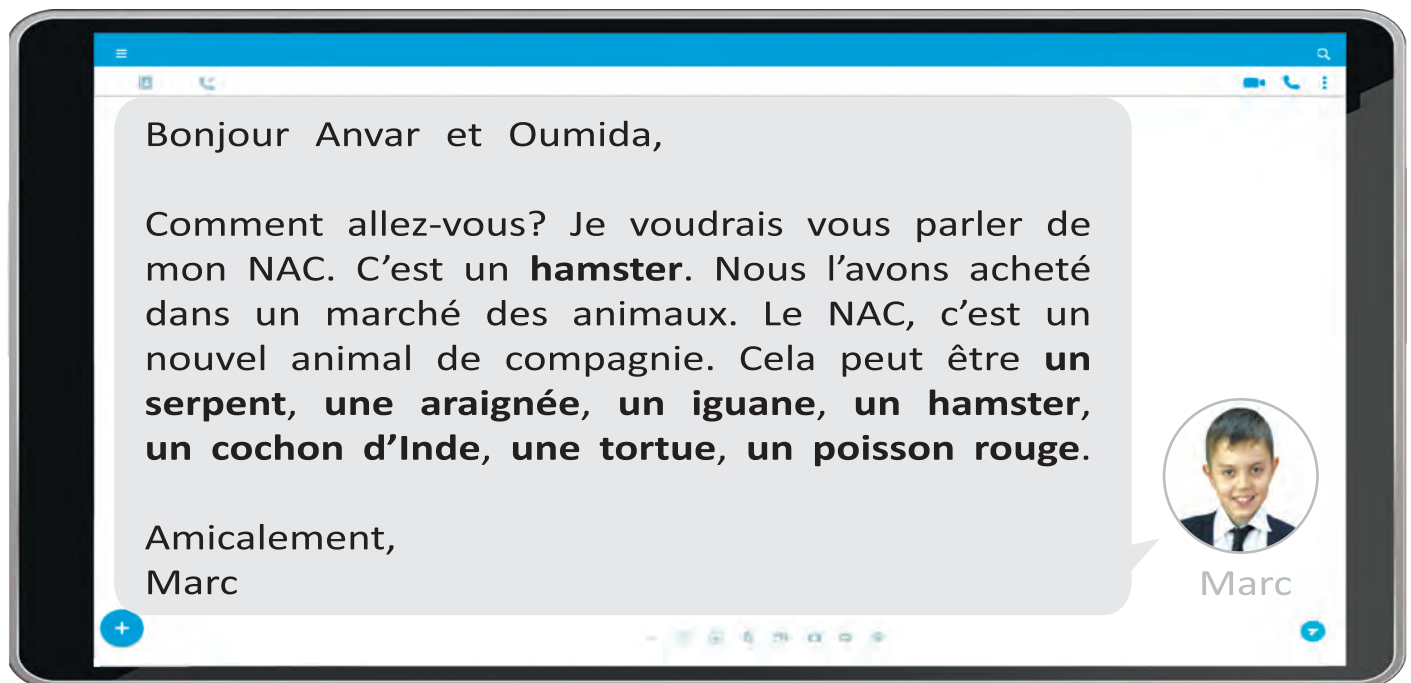 Bonjour Anvar et Oumida,
Comment allez-vous? Je voudrais vous parler de
mon NAC. C’est un hamster. Nous l’avons acheté
dans un marché des animaux. Le NAC, c’est un
nouvel animal de compagnie. Cela peut être un
serpent, une araignée, un iguane, un hamster,
un cochon d’Inde, une tortue, un poisson rouge.
Amicalement,
Marc
Marc